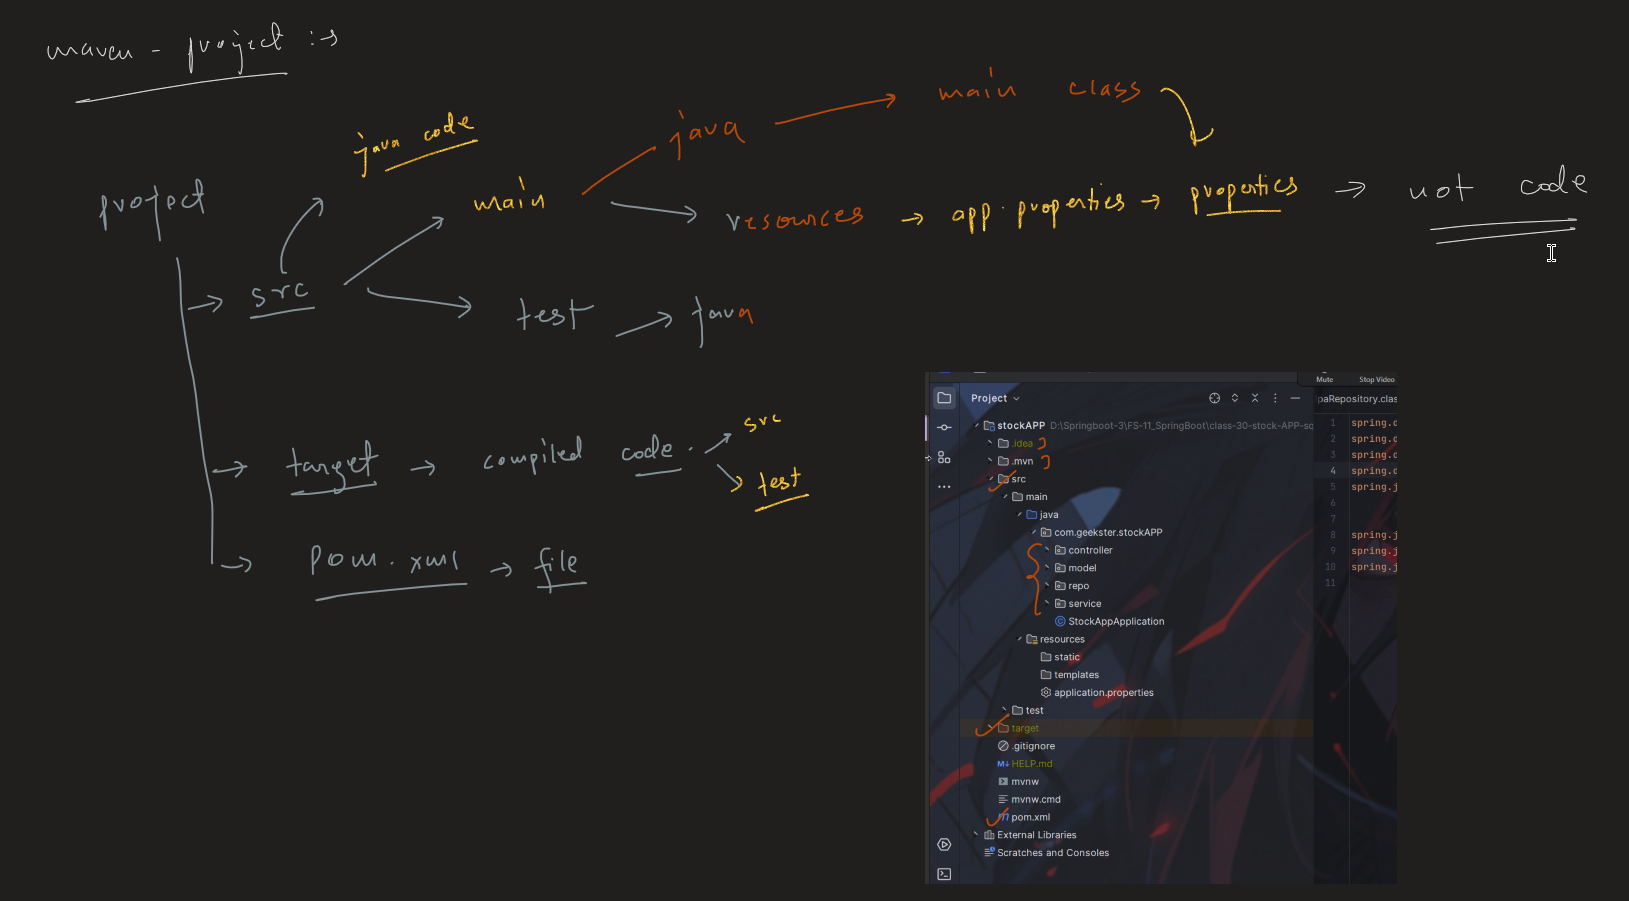 maven - project :→
main class
java code
java
project
main
resources → app.properties → properties → not code
→ src
test → java
→ target → compiled code .
src
test
→ pom.xml → file
Mute Stop Video
Project
paRepository.clas
stockAPP D:\Springboot-3\FS-11_SpringBoot\class-30-stock-APP-sq
.idea
.mvn
src
main
java
com.geekster.stockAPP
controller
model
repo
service
StockAppApplication
resources
static
templates
application.properties
test
target
.gitignore
M↓ HELP.md
mvnw
mvnw.cmd
m pom.xml
External Libraries
Scratches and Consoles
1 spring.d
2 spring.d
3 spring.d
4 spring.d
5 spring.j
6
7
8 spring.j
9 spring.j
10 spring.j
11